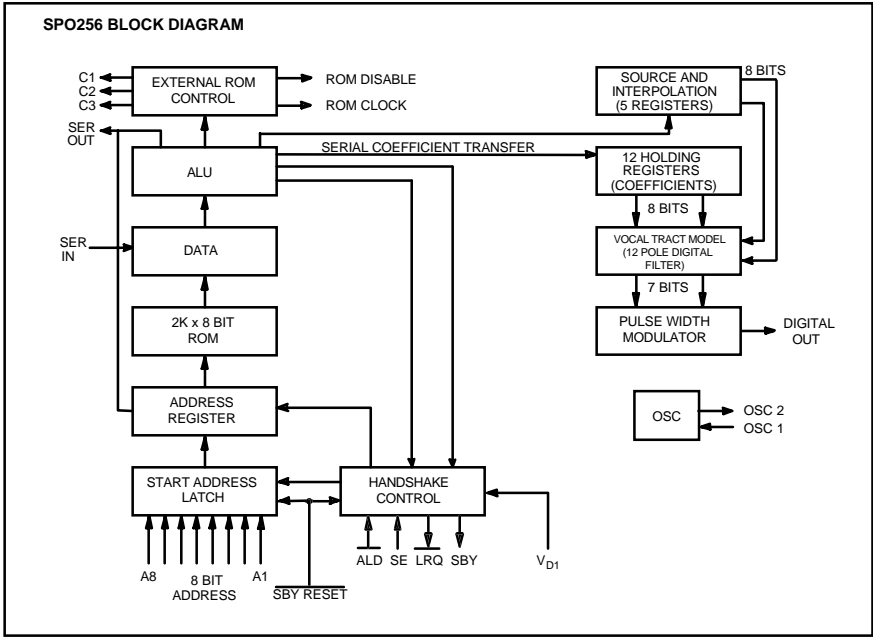 SPO256 BLOCK DIAGRAM
C1
C2
C3
EXTERNAL ROM
CONTROL
ROM DISABLE
ROM CLOCK
SOURCE AND
INTERPOLATION
(5 REGISTERS)
8 BITS
SER
OUT
ALU
SERIAL COEFFICIENT TRANSFER
12 HOLDING
REGISTERS
(COEFFICIENTS)
8 BITS
SER
IN
DATA
VOCAL TRACT MODEL
(12 POLE DIGITAL
FILTER)
7 BITS
2K x 8 BIT
ROM
PULSE WIDTH
MODULATOR
DIGITAL
OUT
ADDRESS
REGISTER
OSC
OSC 2
OSC 1
START ADDRESS
LATCH
HANDSHAKE
CONTROL
A8
8 BIT
ADDRESS
A1
SBY RESET
ALD
SE
LRQ
SBY
VD1